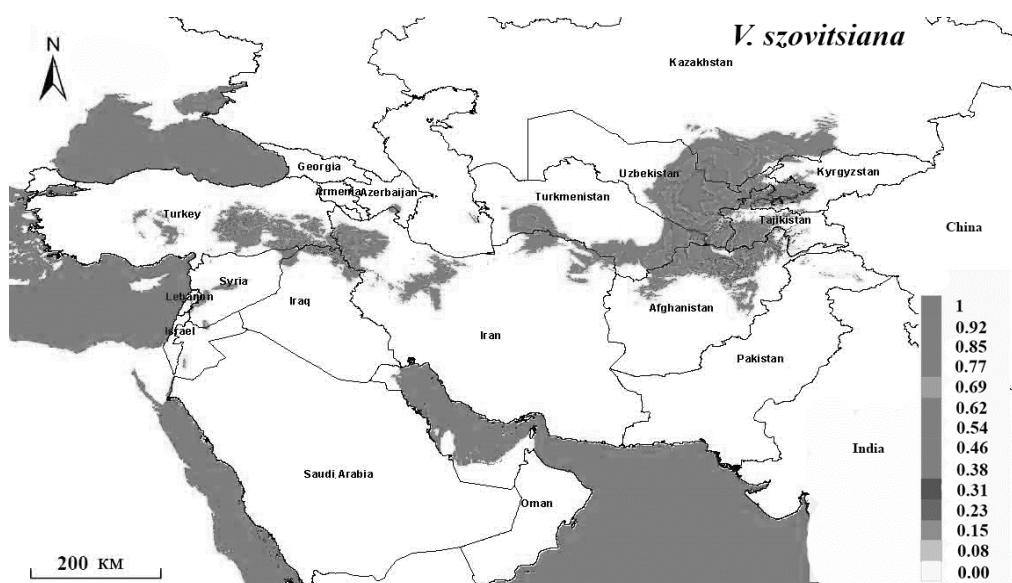 V. szovitsiana
N
Kazakhstan
Georgia
Armenia
Azerbaijan
Uzbekistan
Kyrgyzstan
Turkmenistan
Turkey
Tajikistan
China
Syria
Lebanon
Iraq
Afghanistan
Israel
Iran
Pakistan
India
Saudi Arabia
Oman
1
0.92
0.85
0.77
0.69
0.62
0.54
0.46
0.38
0.31
0.23
0.15
0.08
0.00
200 KM